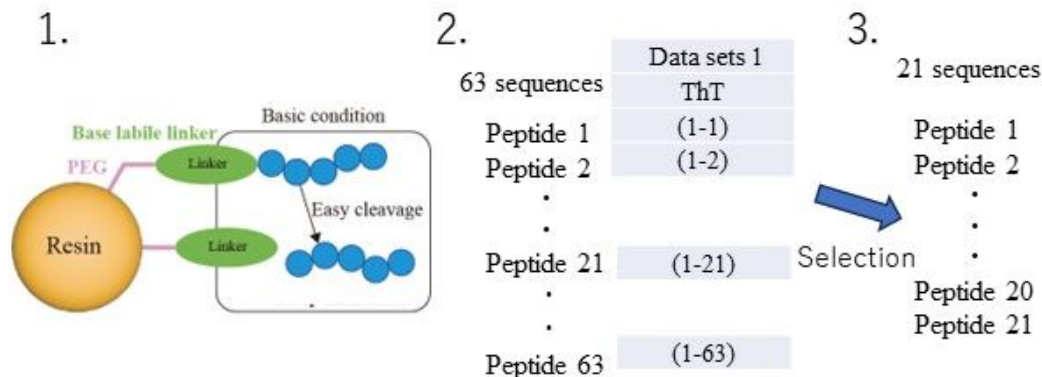 1.
Base labile linker
PEG
Linker
Basic condition
Easy cleavage
Resin
Linker
2.
63 sequences
Data sets 1
ThT
Peptide 1
(1-1)
Peptide 2
(1-2)
Peptide 21
(1-21)
Peptide 63
(1-63)
Selection
3.
21 sequences
Peptide 1
Peptide 2
Peptide 20
Peptide 21